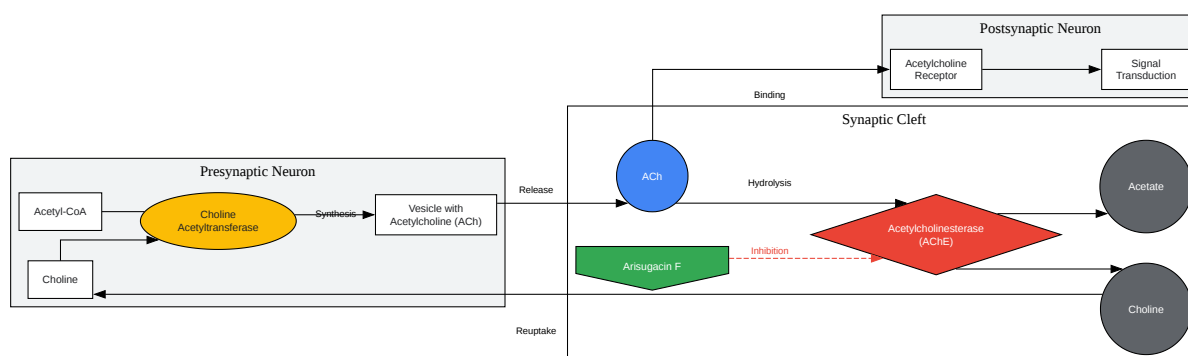 Postsynaptic Neuron
Acetylcholine
Receptor
Signal
Transduction
Binding
Synaptic Cleft
Presynaptic Neuron
Acetyl-CoA
Choline
Acetyltransferase
Synthesis
Vesicle with
Acetylcholine (ACh)
Choline
Release
ACh
Hydrolysis
Acetylcholinesterase
(AChE)
Acetate
Arisugacin F
Inhibition
Choline
Reuptake